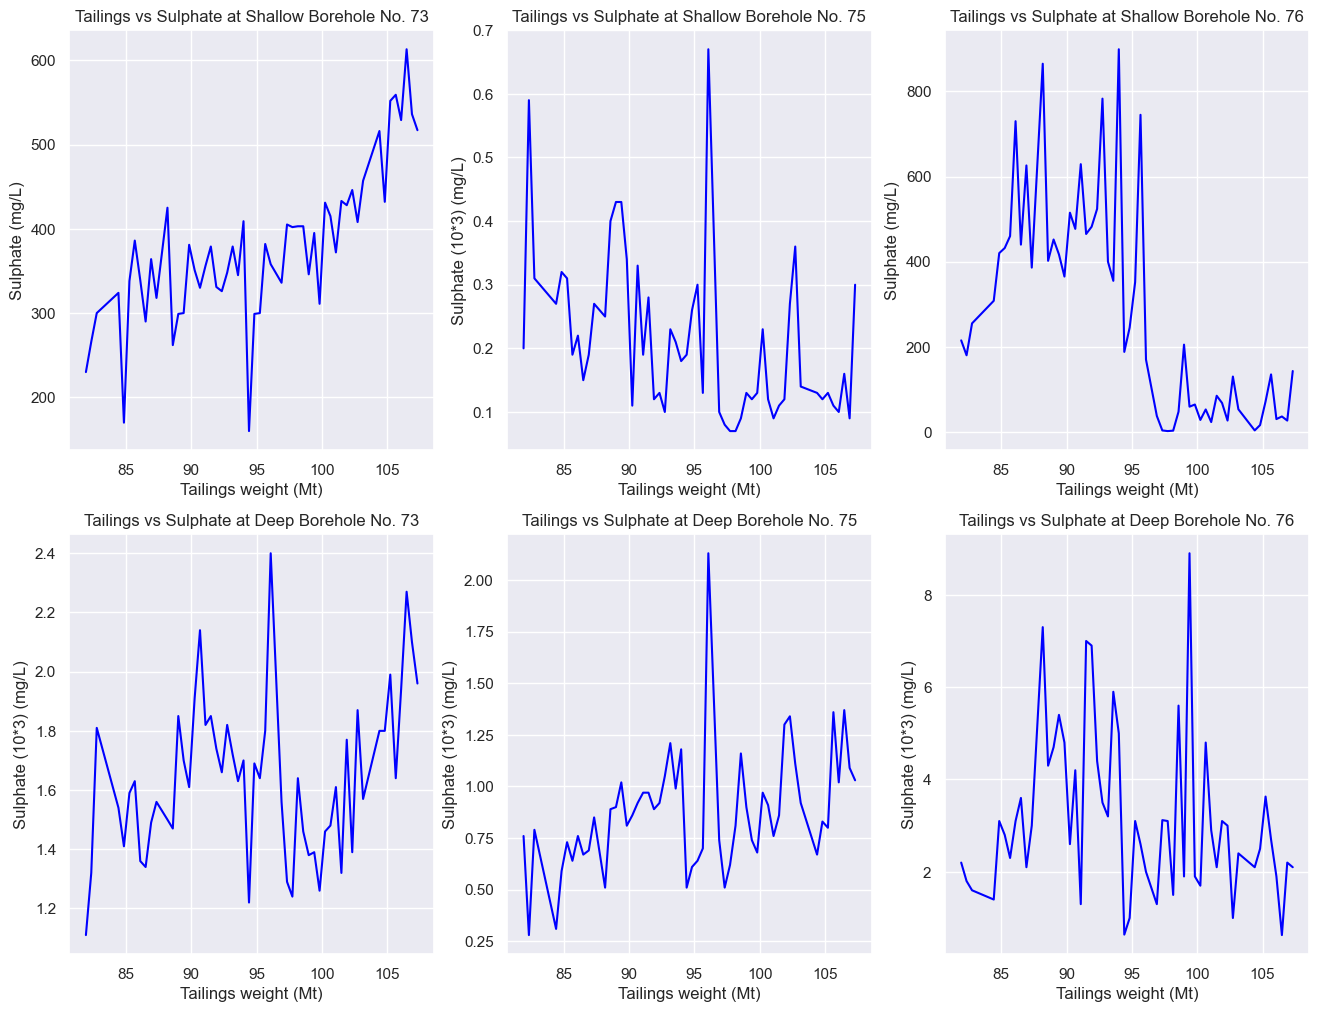 Tailings vs Sulphate at Shallow Borehole No. 73
600
500
400
300
200
Sulphate (mg/L)
85 90 95 100 105
Tailings weight (Mt)
Tailings vs Sulphate at Shallow Borehole No. 75
0.7
0.6
0.5
0.4
0.3
0.2
0.1
Sulphate (10*3) (mg/L)
85 90 95 100 105
Tailings weight (Mt)
Tailings vs Sulphate at Shallow Borehole No. 76
800
600
400
200
0
Sulphate (mg/L)
85 90 95 100 105
Tailings weight (Mt)
Tailings vs Sulphate at Deep Borehole No. 73
2.4
2.2
2.0
1.8
1.6
1.4
1.2
Sulphate (10*3) (mg/L)
85 90 95 100 105
Tailings weight (Mt)
Tailings vs Sulphate at Deep Borehole No. 75
2.00
1.75
1.50
1.25
1.00
0.75
0.50
0.25
Sulphate (10*3) (mg/L)
85 90 95 100 105
Tailings weight (Mt)
Tailings vs Sulphate at Deep Borehole No. 76
8
6
4
2
Sulphate (10*3) (mg/L)
85 90 95 100 105
Tailings weight (Mt)